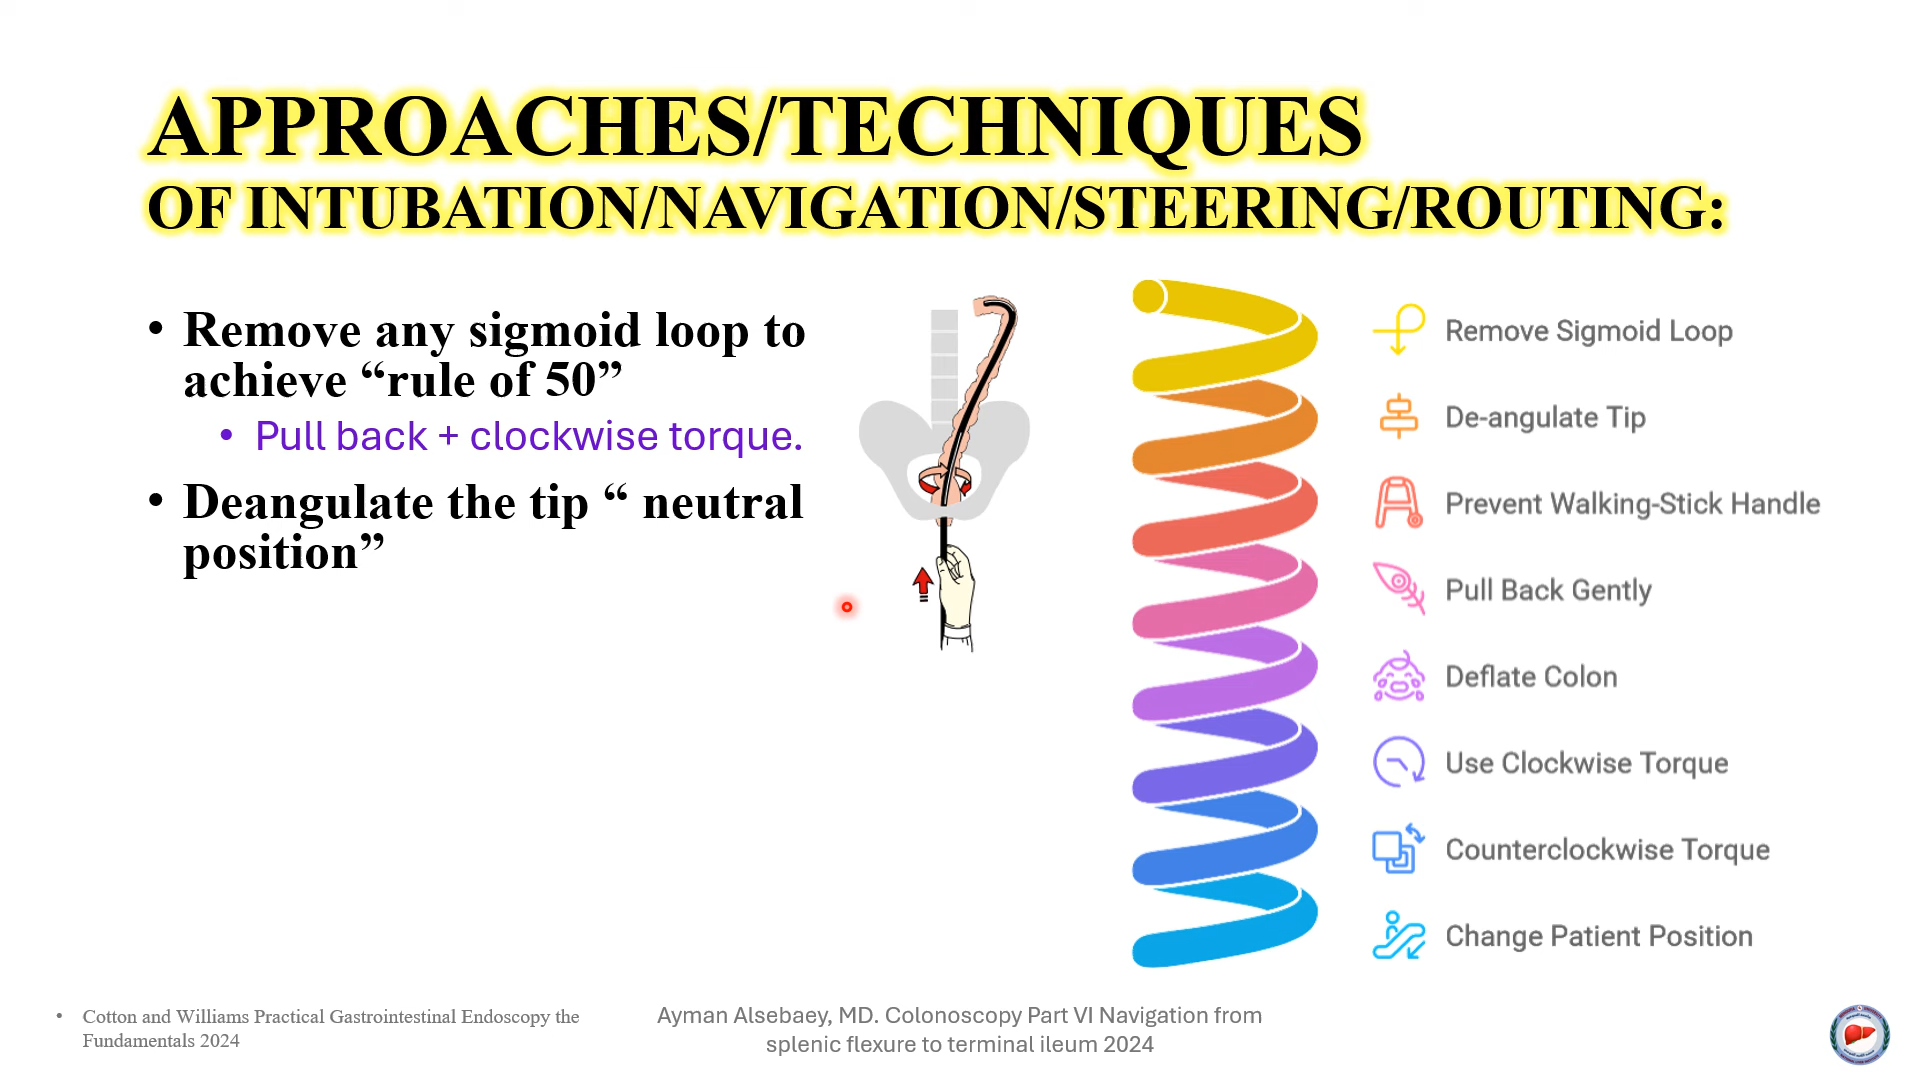 APPROACHES/TECHNIQUES
OF INTUBATION/NAVIGATION/STEERING/ROUTING:
• Remove any sigmoid loop to
achieve “rule of 50”
• Pull back + clockwise torque.
• Deangulate the tip “ neutral
position”
Remove Sigmoid Loop
De-angulate Tip
Prevent Walking-Stick Handle
Pull Back Gently
Deflate Colon
Use Clockwise Torque
Counterclockwise Torque
Change Patient Position
• Cotton and Williams Practical Gastrointestinal Endoscopy the
Fundamentals 2024
Ayman Alsebaey, MD. Colonoscopy Part VI Navigation from
splenic flexure to terminal ileum 2024